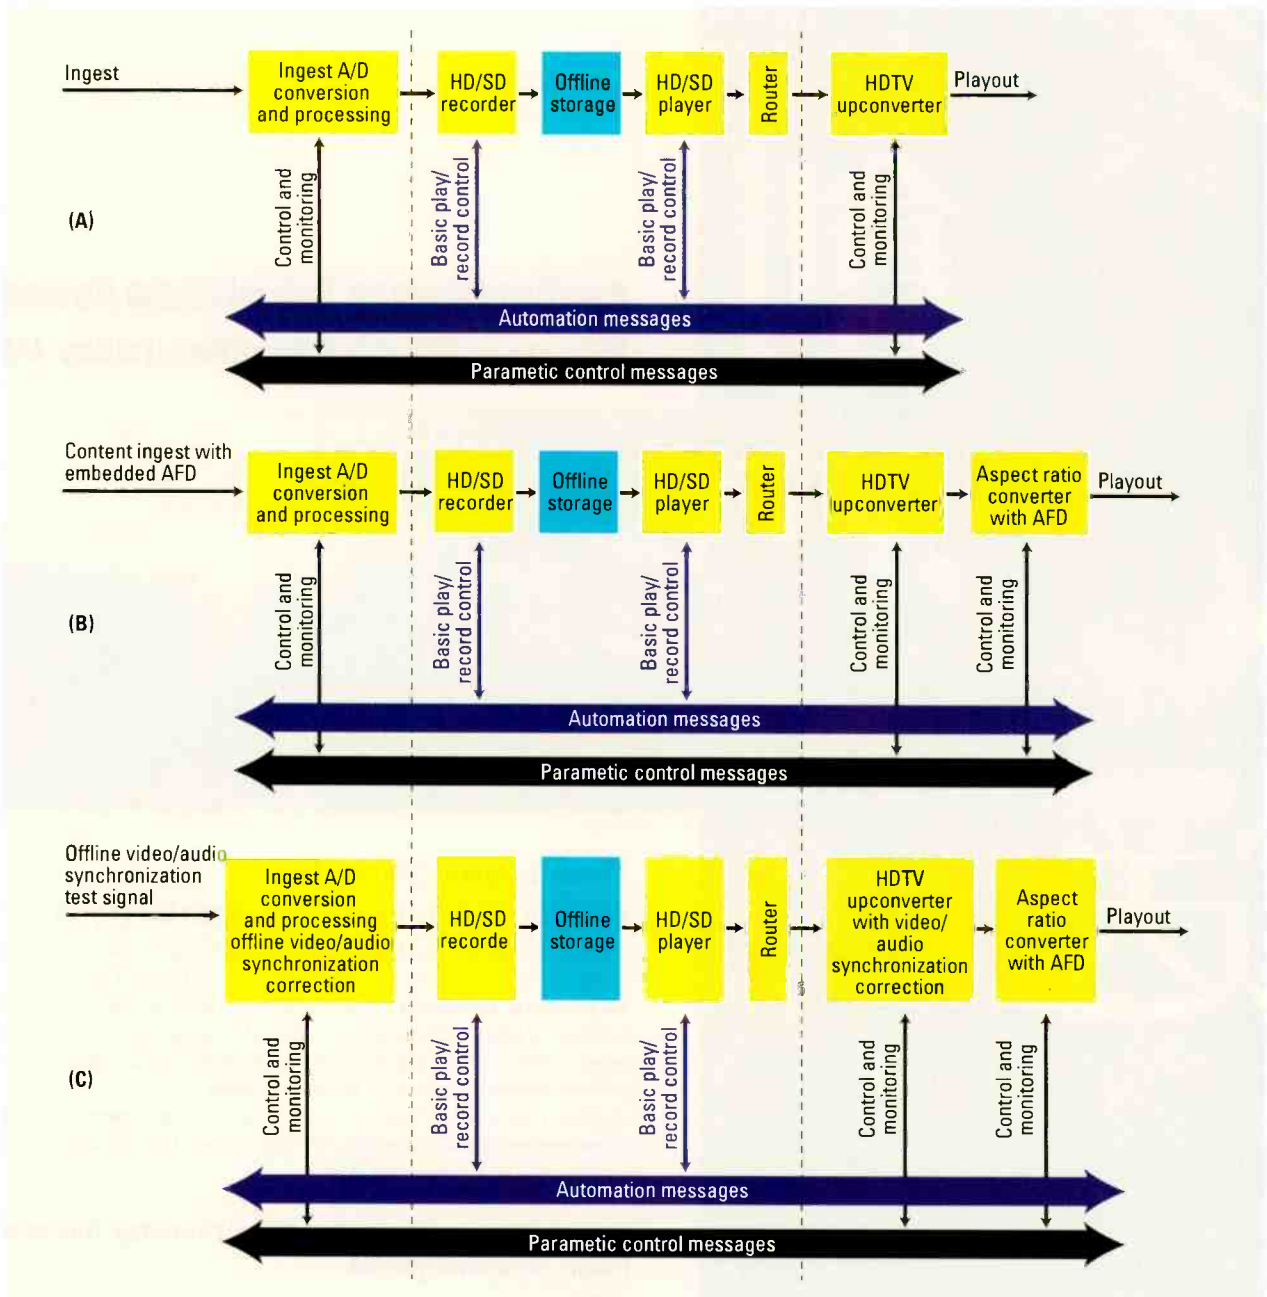 Ingest
Ingest A/D
conversion
and processing
HD/SD
recorder
Offline
storage
HD/SD
player
Router
HDTV
upconverter
Playout
Control and
monitoring
Basic play/
record control
Basic play/
record control
Control and
monitoring
(A)
Automation messages
Parametic control messages
Content ingest with
embedded AFD
Ingest A/D
conversion
and processing
HD/SD
recorder
Offline
storage
HD/SD
player
Router
HDTV
upconverter
Aspect ratio
converter
with AFD
Playout
Control and
monitoring
Basic play/
record control
Basic play/
record control
Control and
monitoring
Control and
monitoring
(B)
Automation messages
Parametic control messages
Offline video/audio
synchronization
test signal
Ingest A/D
conversion
and processing
offline video/audio
synchronization
correction
HD/SD
recorde
Offline
storage
HD/SD
player
Router
HDTV
upconverter
with video/
audio
synchronization
correction
Aspect
ratio
converter
with AFD
Playout
Control and
monitoring
Basic play/
record control
Basic play/
record control
Control and
monitoring
Control and
monitoring
(C)
Automation messages
Parametic control messages